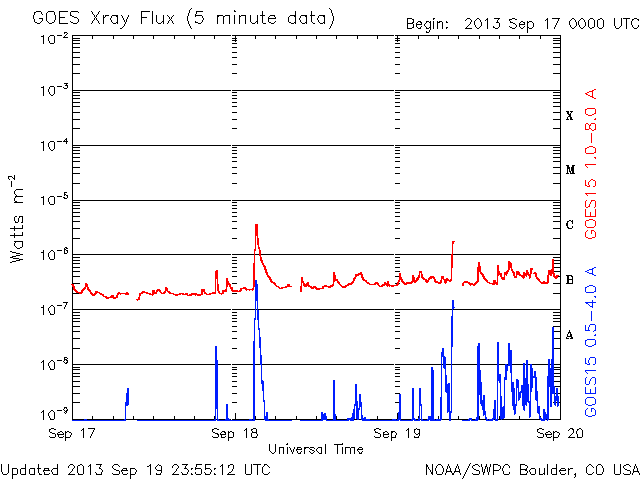 GOES Xray Flux (5 minute data)
Begin: 2013 Sep 17 0000 UTC
10⁻²
10⁻³
10⁻⁴
10⁻⁵
10⁻⁶
10⁻⁷
10⁻⁸
10⁻⁹
Watts m⁻²
X
M
C
B
A
GOES15 1.0-8.0 A
GOES15 0.5-4.0 A
Sep 17
Sep 18
Sep 19
Sep 20
Universal Time
Updated 2013 Sep 19 23:55:12 UTC
NOAA/SWPC Boulder, CO USA